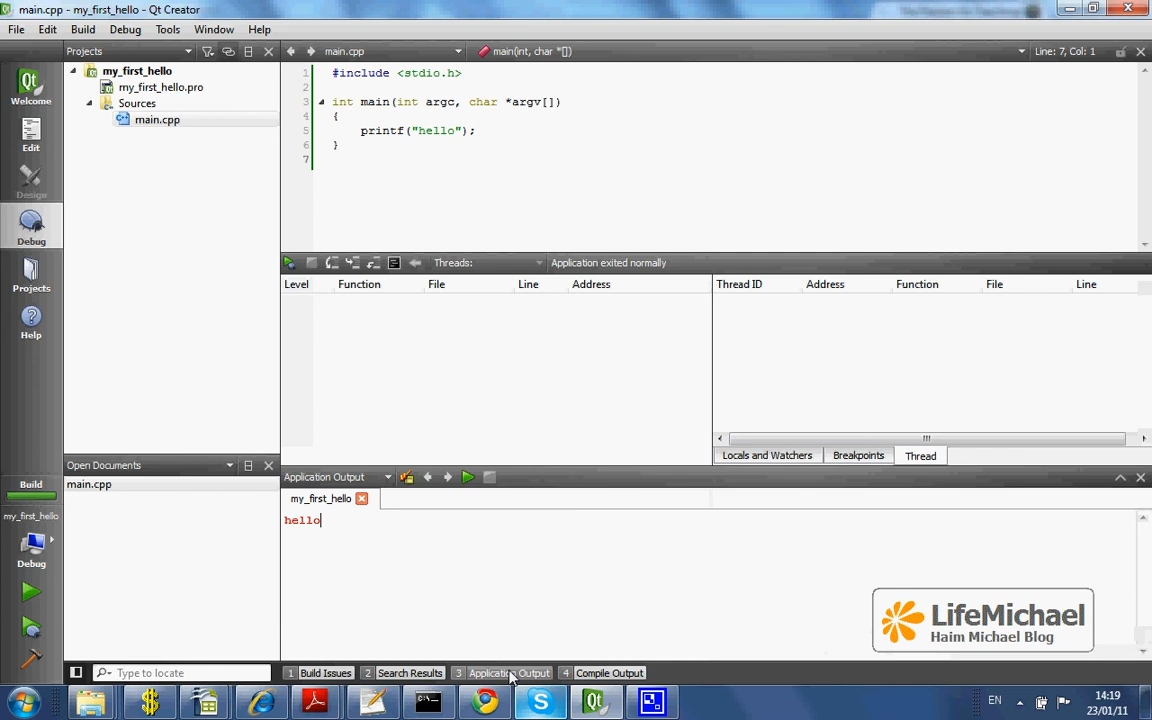 main.cpp - my_first_hello - Qt Creator
File Edit Build Debug Tools Window Help
Projects
main.cpp
main(int, char *[])
Line: 7, Col: 1
Welcome
Edit
Design
Debug
Projects
Help
my_first_hello
my_first_hello.pro
Sources
main.cpp
1 #include <stdio.h>
2
3 int main(int argc, char *argv[])
4 {
5 printf("hello");
6 }
7
Threads:
Application exited normally
Level Function File Line Address
Thread ID Address Function File Line
Locals and Watchers Breakpoints Thread
Open Documents
main.cpp
Build
my_first_hello
Debug
Application Output
my_first_hello
hello
LifeMichael
Haim Michael Blog
Type to locate
1 Build Issues 2 Search Results 3 Application Output 4 Compile Output
EN
14:19
23/01/11